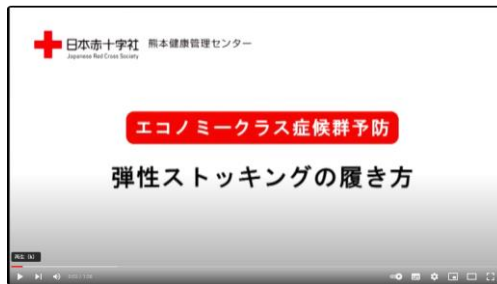 日本赤十字社 熊本健康管理センター
Japanese Red Cross Society
エコノミークラス症候群予防
弾性ストッキングの履き方
再生 (k)